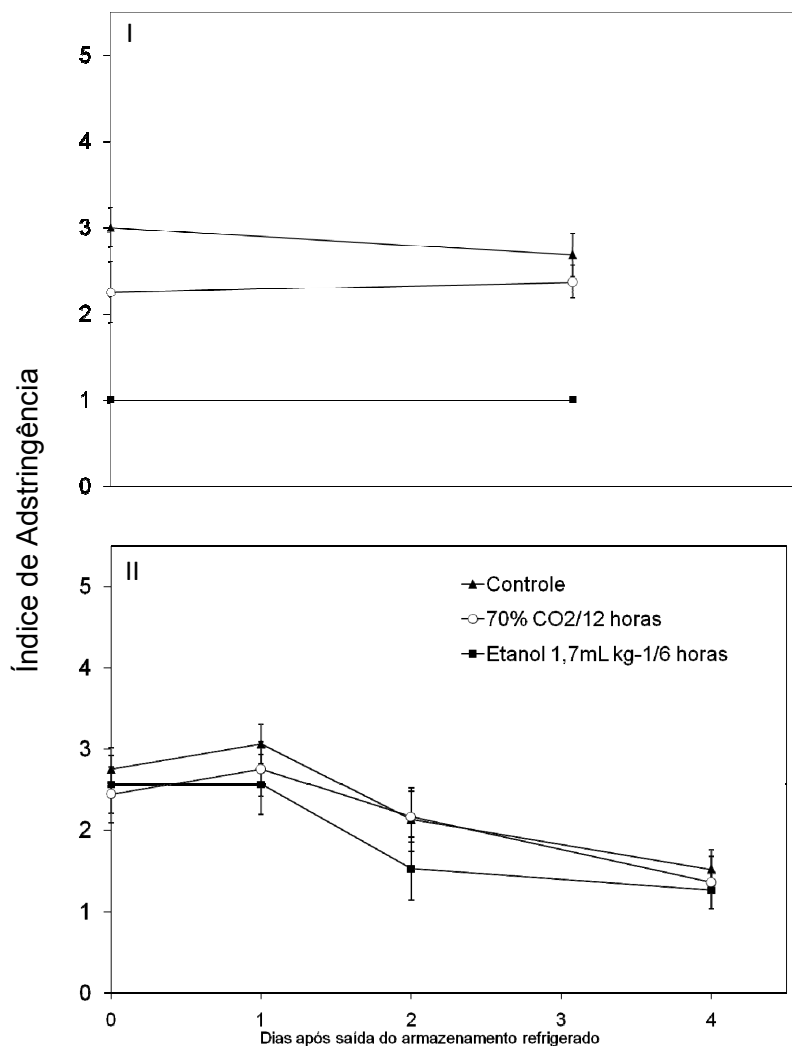 I
5
4
3
2
1
0
Índice de Adstringência
II
5
4
3
2
1
0
Controle
70% CO2/12 horas
Etanol 1,7mL kg-1/6 horas
0 1 2 3 4
Dias após saída do armazenamento refrigerado